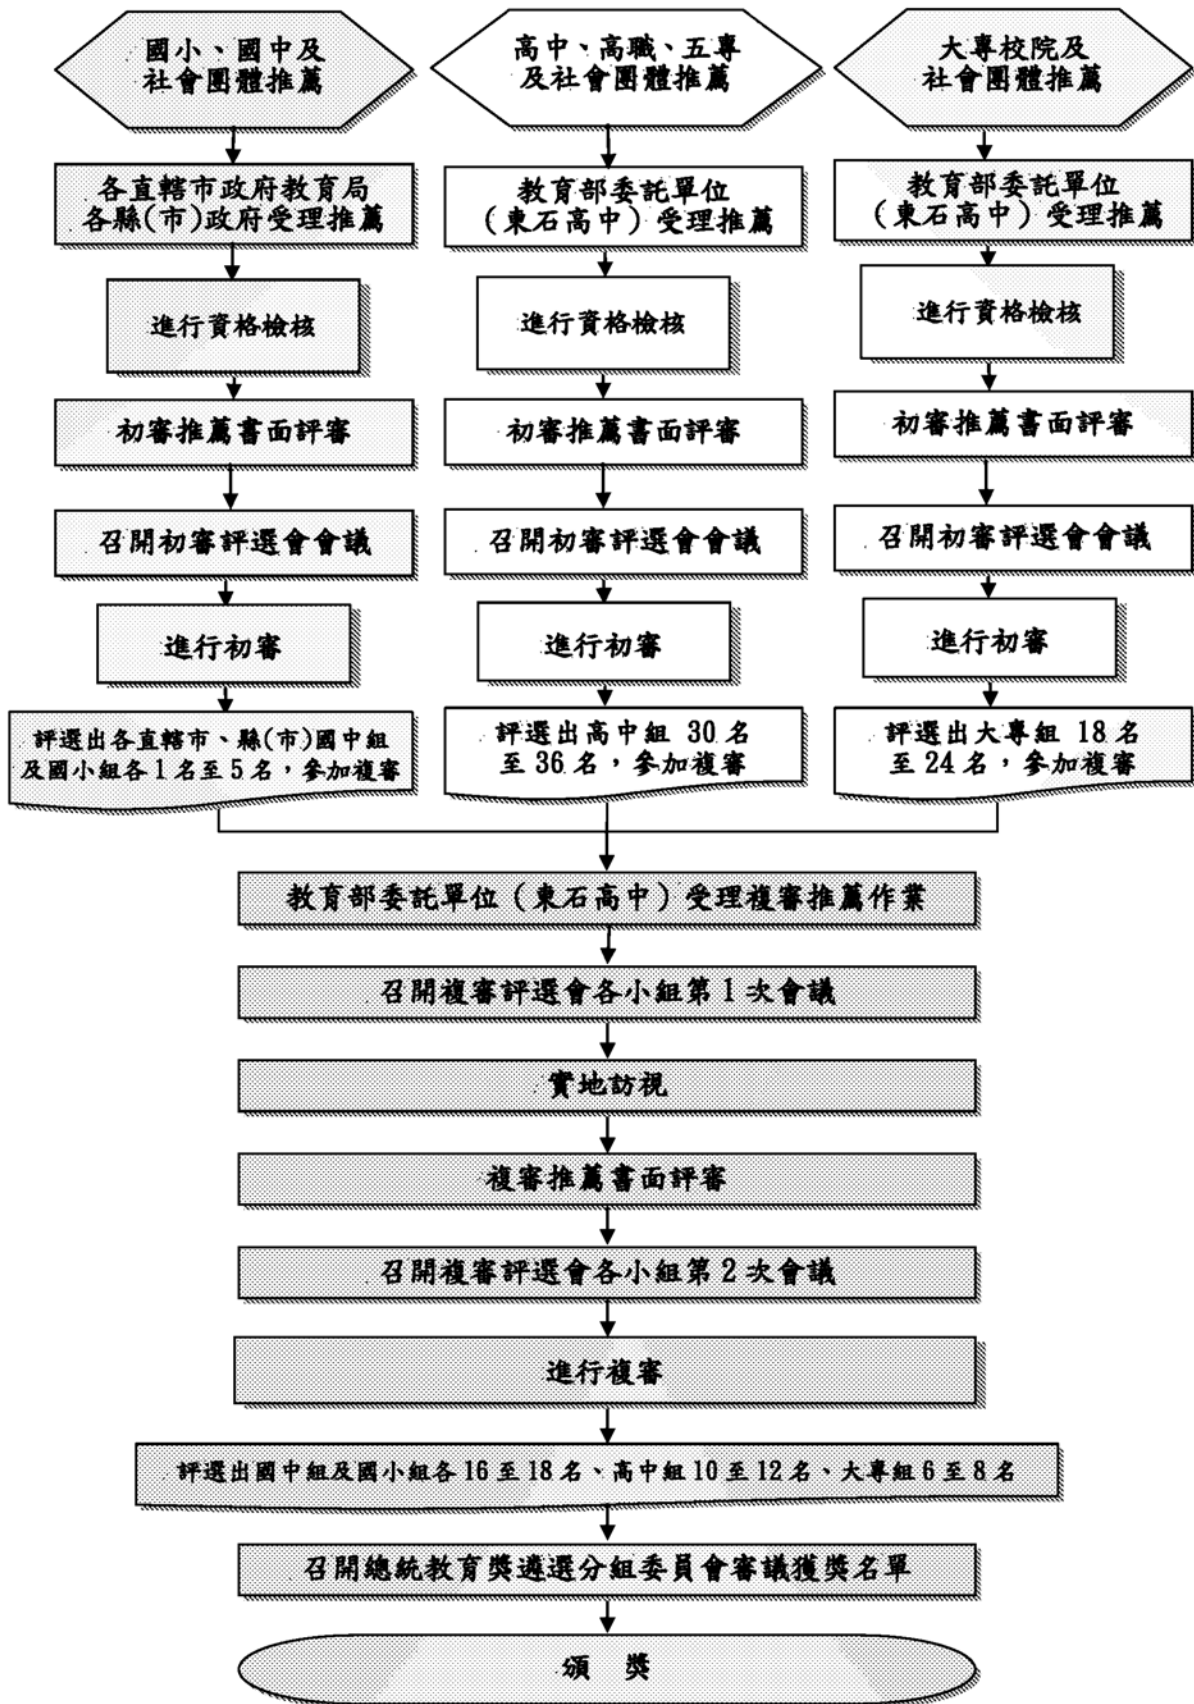 國小、國中及
社會團體推薦
高中、高職、五專
及社會團體推薦
大專校院及
社會團體推薦
各直轄市政府教育局
各縣(市)政府受理推薦
教育部委託單位
（東石高中）受理推薦
教育部委託單位
（東石高中）受理推薦
進行資格檢核
進行資格檢核
進行資格檢核
初審推薦書面評審
初審推薦書面評審
初審推薦書面評審
召開初審評選會會議
召開初審評選會會議
召開初審評選會會議
進行初審
進行初審
進行初審
評選出各直轄市、縣(市)國中組
及國小組各1名至5名，參加複審
評選出高中組 30 名
至 36 名，參加複審
評選出大專組 18 名
至 24 名，參加複審
教育部委託單位（東石高中）受理複審推薦作業
召開複審評選會各小組第 1 次會議
實地訪視
複審推薦書面評審
召開複審評選會各小組第 2 次會議
進行複審
評選出國中組及國小組各 16 至 18 名、高中組 10 至 12 名、大專組 6 至 8 名
召開總統教育獎遴選分組委員會審議獲獎名單
頒 獎